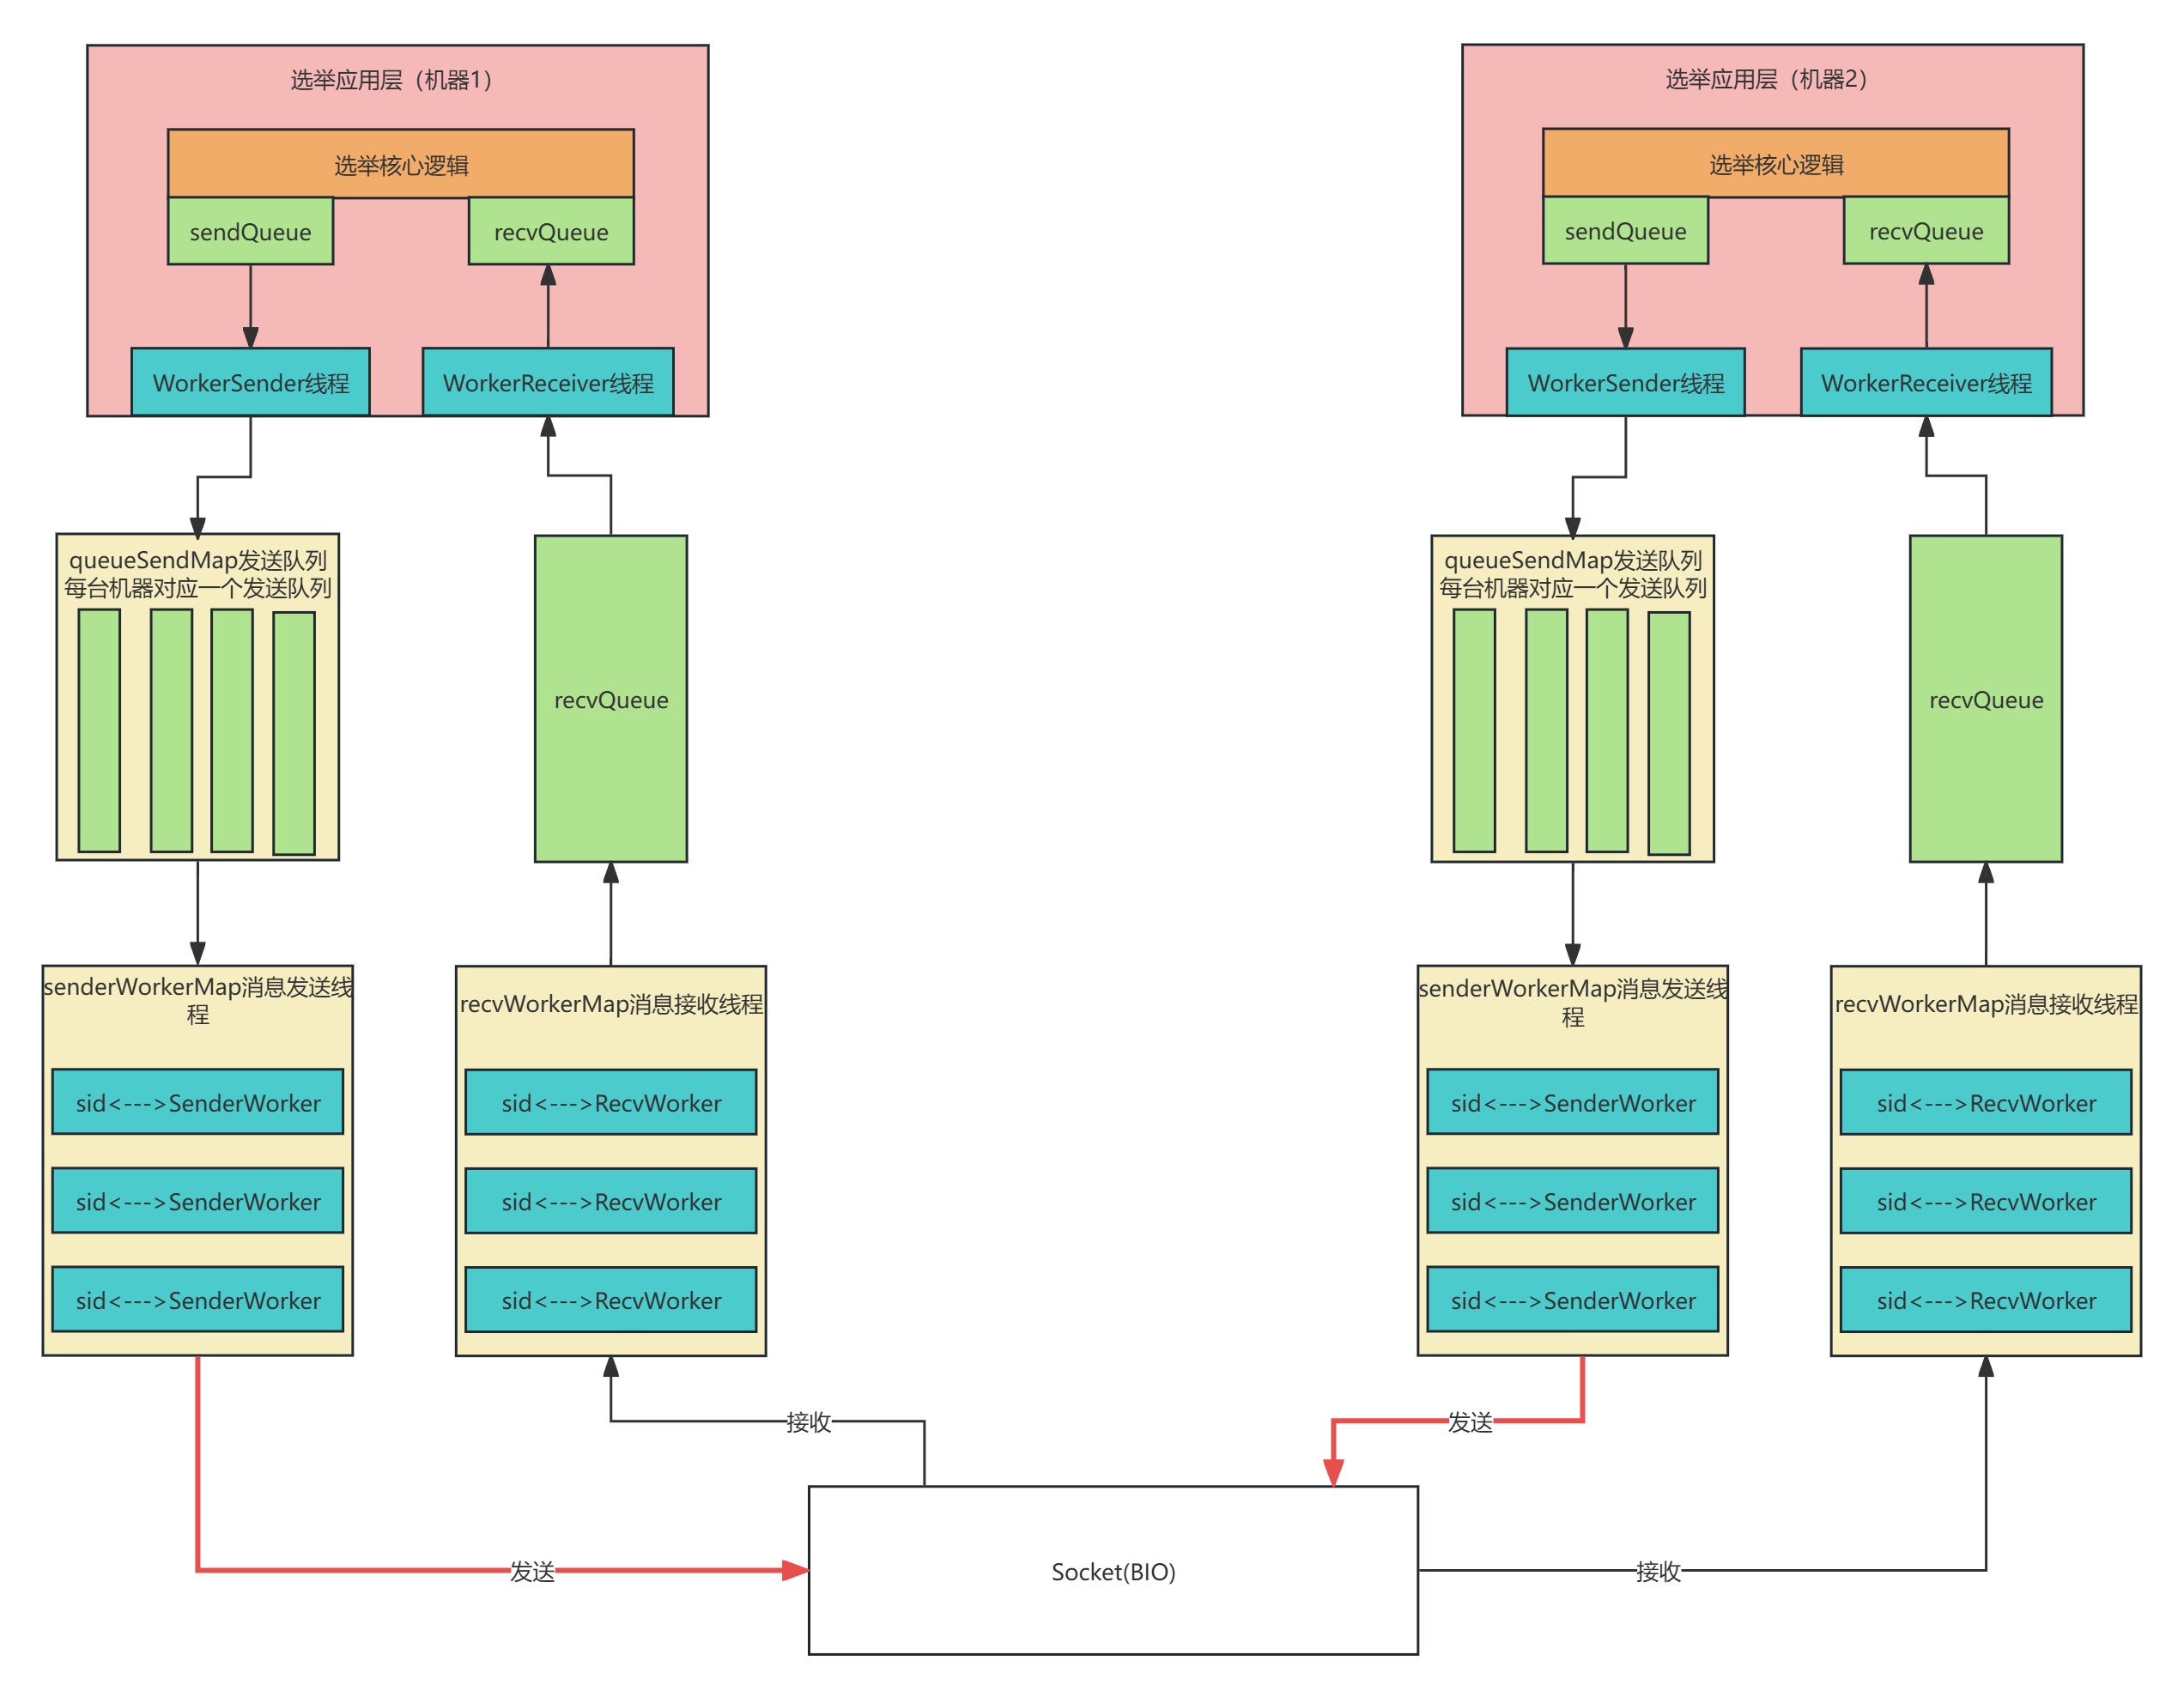 选举应用层（机器1）
选举核心逻辑
sendQueue
recvQueue
WorkerSender线程
WorkerReceiver线程
queueSendMap发送队列
每台机器对应一个发送队列
recvQueue
senderWorkerMap消息发送线
程
sid<--->SenderWorker
sid<--->SenderWorker
sid<--->SenderWorker
recvWorkerMap消息接收线程
sid<--->RecvWorker
sid<--->RecvWorker
sid<--->RecvWorker
选举应用层（机器2）
选举核心逻辑
sendQueue
recvQueue
WorkerSender线程
WorkerReceiver线程
queueSendMap发送队列
每台机器对应一个发送队列
recvQueue
senderWorkerMap消息发送线
程
sid<--->SenderWorker
sid<--->SenderWorker
sid<--->SenderWorker
recvWorkerMap消息接收线程
sid<--->RecvWorker
sid<--->RecvWorker
sid<--->RecvWorker
接收
发送
发送
Socket(BIO)
接收